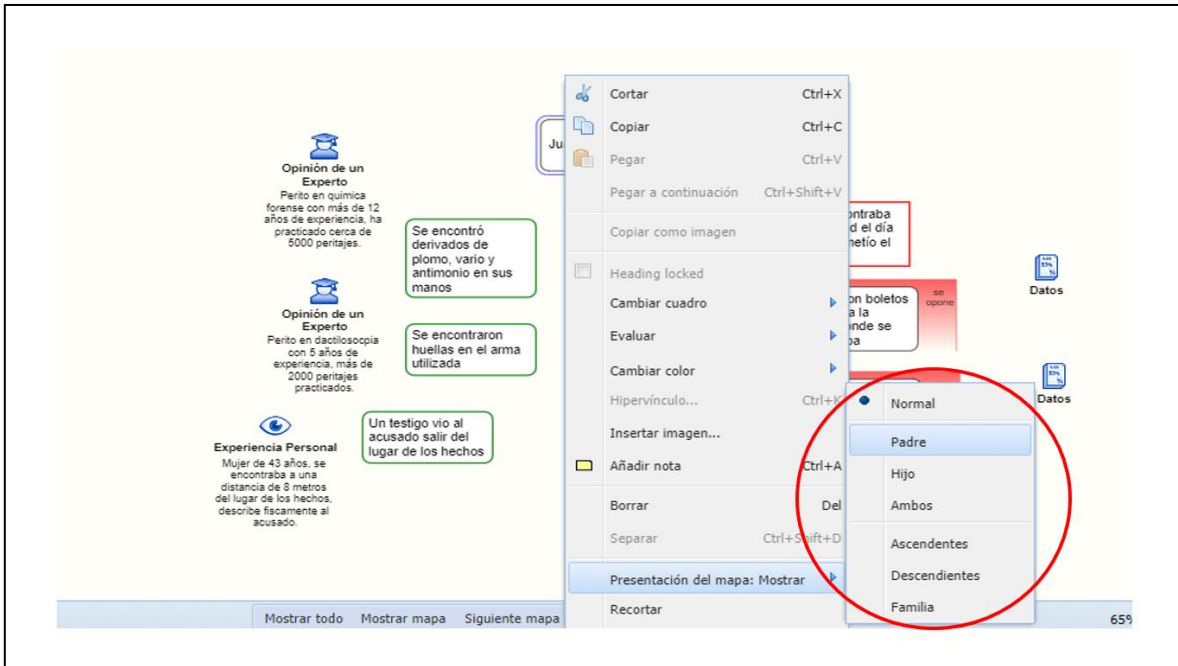 Opinión de un
Experto
Perito en quimica
forense con más de 12
años de experiencia, ha
practicado cerca de
5000 peritajes.
Se encontró
derivados de
plomo, vario y
antimonio en sus
manos
Opinión de un
Experto
Perito en dactilosocpia
con 5 años de
experiencia, más de
2000 peritajes
practicados.
Se encontraron
huellas en el arma
utilizada
Experiencia Personal
Mujer de 43 años, se
encontraba a una
distancia de 8 metros
del lugar de los hechos,
describe fiscamente al
acusado.
Un testigo vio al
acusado salir del
lugar de los hechos
Ju
Cortar Ctrl+X
Copiar Ctrl+C
Pegar Ctrl+V
Pegar a continuación Ctrl+Shift+V
Copiar como imagen
Heading locked
Cambiar cuadro
Evaluar
Cambiar color
Hipervínculo... Ctrl+K
Insertar imagen...
Añadir nota Ctrl+A
Borrar Del
Separar Ctrl+Shift+D
Presentación del mapa: Mostrar
Recortar
ontraba
d el día
netío el
on boletos
a la
onde se
ba
se
opone
Datos
Datos
Normal
Padre
Hijo
Ambos
Ascendentes
Descendientes
Familia
Mostrar todo Mostrar mapa Siguiente mapa
65%